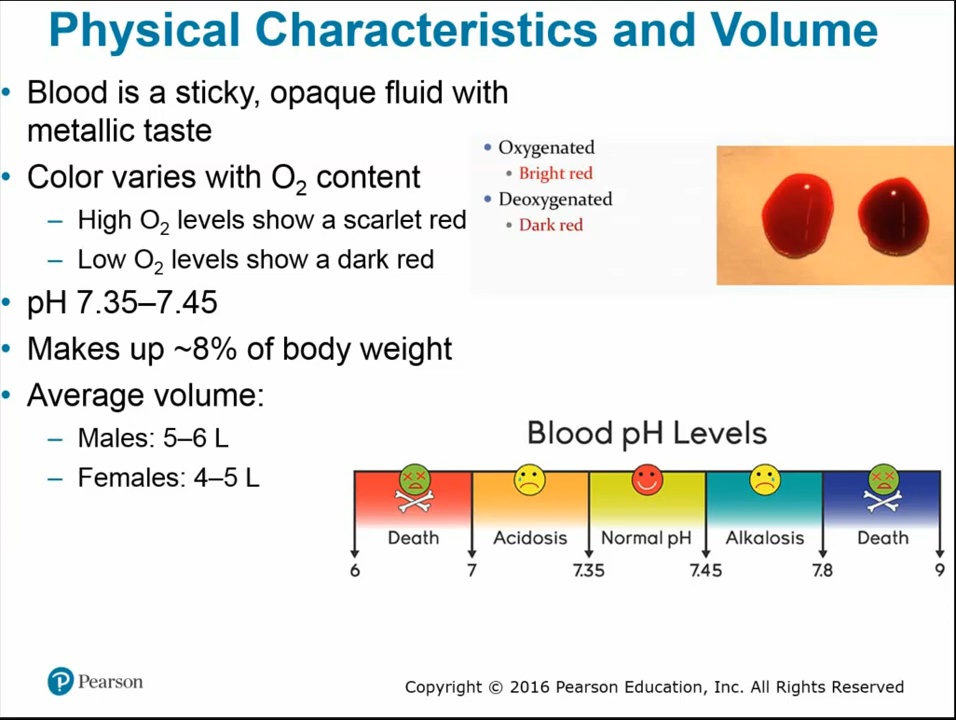 Physical Characteristics and Volume
• Blood is a sticky, opaque fluid with
metallic taste
• Color varies with O₂ content
– High O₂ levels show a scarlet red
– Low O₂ levels show a dark red
• pH 7.35–7.45
• Makes up ~8% of body weight
• Average volume:
– Males: 5–6 L
– Females: 4–5 L
• Oxygenated
• Bright red
• Deoxygenated
• Dark red
Blood pH Levels
Death Acidosis Normal pH Alkalosis Death
6 7 7.35 7.45 7.8 9
P Pearson
Copyright © 2016 Pearson Education, Inc. All Rights Reserved